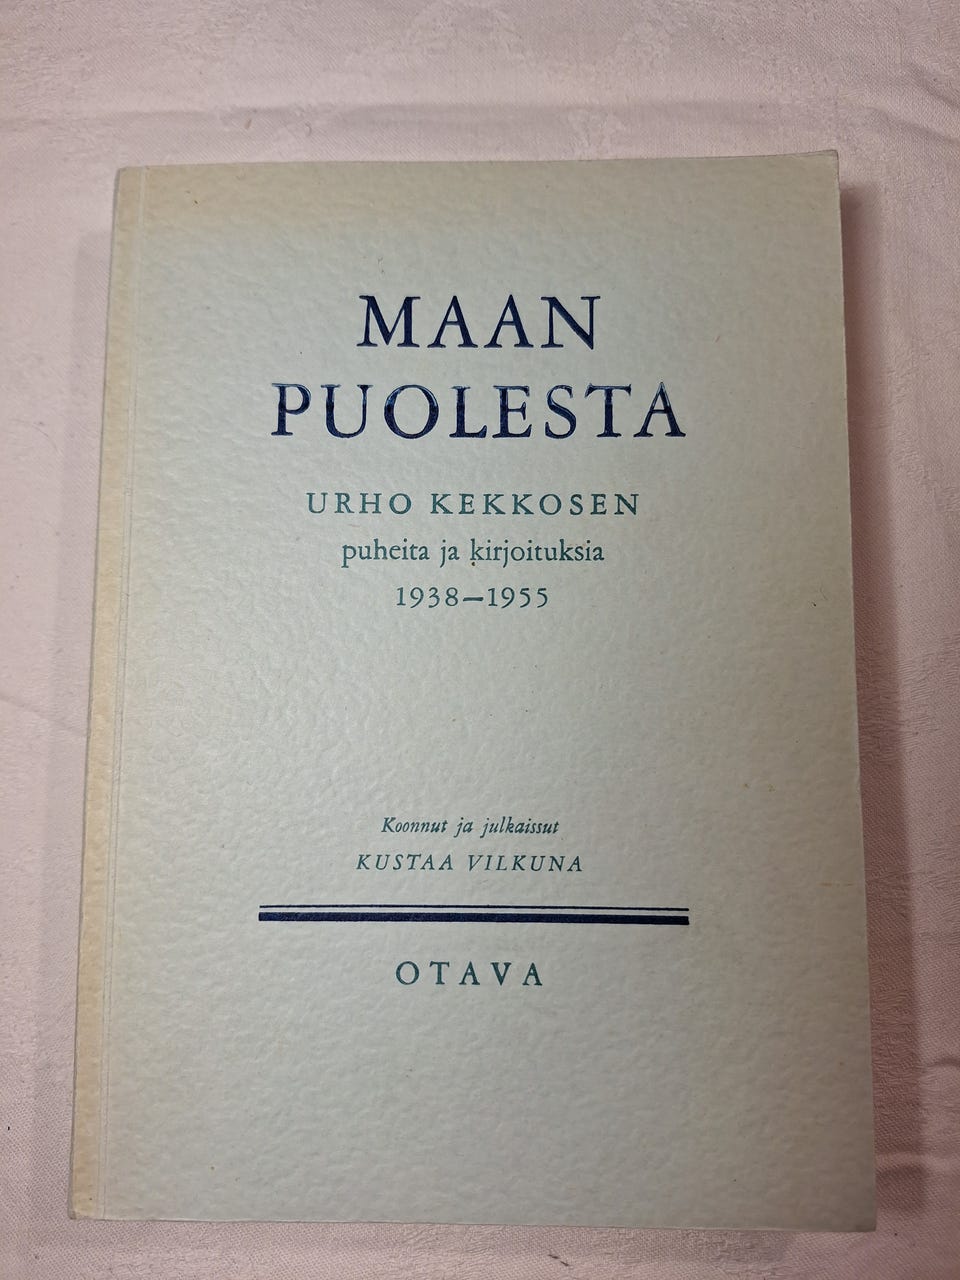 MAAN
PUOLESTA
URHO KEKKOSEN
puheita ja kirjoituksia
1938—1955
Koonnut ja julkaissut
KUSTAA VILKUNA
OTAVA